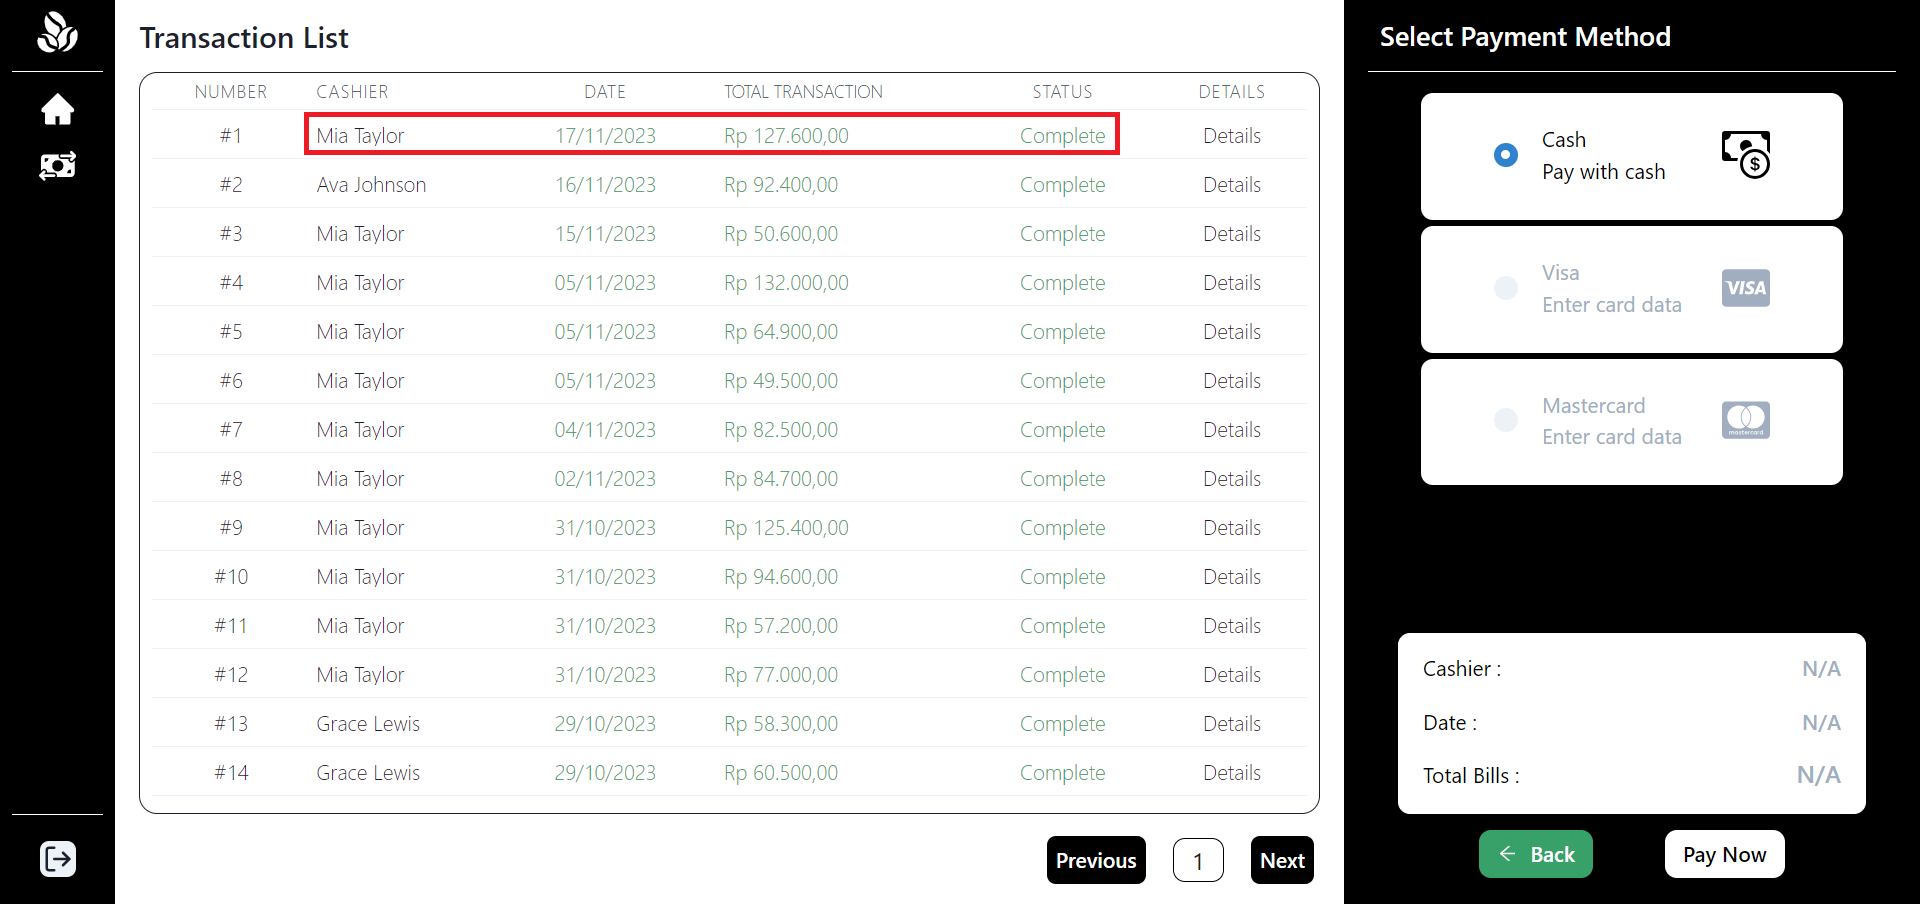 Transaction List
NUMBER CASHIER DATE TOTAL TRANSACTION STATUS DETAILS
#1 Mia Taylor 17/11/2023 Rp 127.600,00 Complete Details
#2 Ava Johnson 16/11/2023 Rp 92.400,00 Complete Details
#3 Mia Taylor 15/11/2023 Rp 50.600,00 Complete Details
#4 Mia Taylor 05/11/2023 Rp 132.000,00 Complete Details
#5 Mia Taylor 05/11/2023 Rp 64.900,00 Complete Details
#6 Mia Taylor 05/11/2023 Rp 49.500,00 Complete Details
#7 Mia Taylor 04/11/2023 Rp 82.500,00 Complete Details
#8 Mia Taylor 02/11/2023 Rp 84.700,00 Complete Details
#9 Mia Taylor 31/10/2023 Rp 125.400,00 Complete Details
#10 Mia Taylor 31/10/2023 Rp 94.600,00 Complete Details
#11 Mia Taylor 31/10/2023 Rp 57.200,00 Complete Details
#12 Mia Taylor 31/10/2023 Rp 77.000,00 Complete Details
#13 Grace Lewis 29/10/2023 Rp 58.300,00 Complete Details
#14 Grace Lewis 29/10/2023 Rp 60.500,00 Complete Details
Previous 1 Next
Select Payment Method
Cash
Pay with cash
$
Visa
Enter card data
VISA
Mastercard
Enter card data
mastercard
Cashier : N/A
Date : N/A
Total Bills : N/A
Back Pay Now